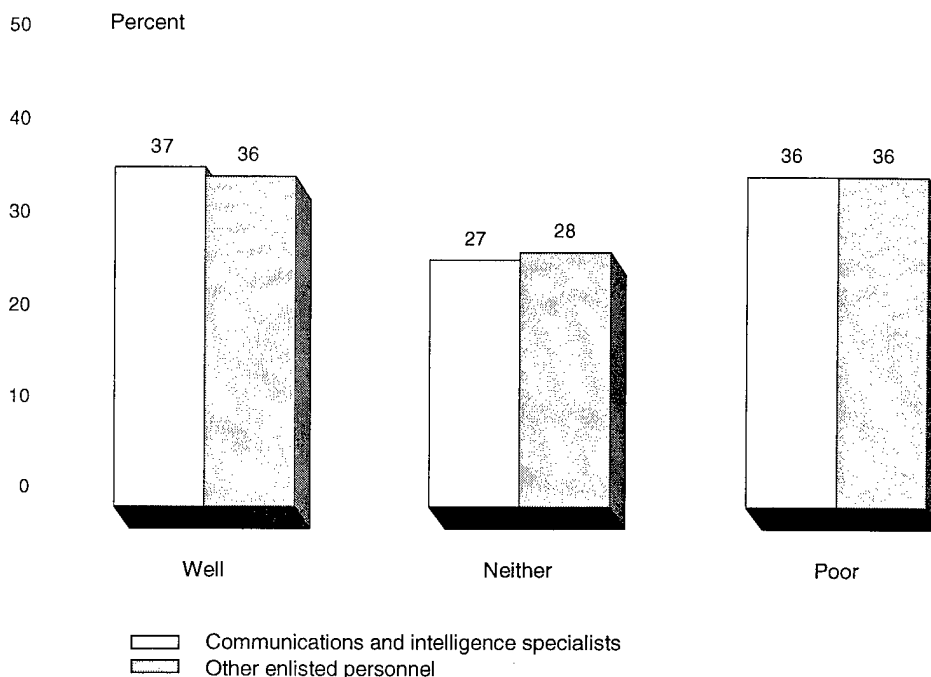 50 Percent
40
37 36
30
27 28
36 36
20
10
0
Well Neither Poor
Communications and intelligence specialists
Other enlisted personnel